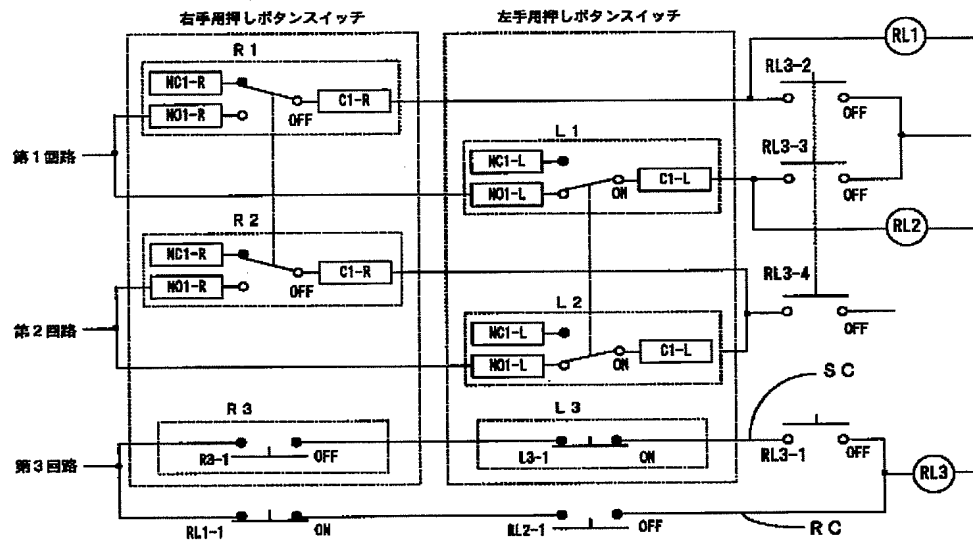 右手用押しボタンスイッチ
左手用押しボタンスイッチ
R1
NC1-R
NO1-R
C1-R
OFF
RL1
RL3-2
OFF
第1回路
L1
NC1-L
NO1-L
C1-L
ON
RL3-3
OFF
RL2
R2
NC1-R
NO1-R
C1-R
OFF
RL3-4
OFF
第2回路
L2
NC1-L
NO1-L
C1-L
ON
SC
R3
R3-1
OFF
L3
L3-1
ON
RL3-1
OFF
第3回路
RL3
RL1-1
ON
RL2-1
OFF
RC